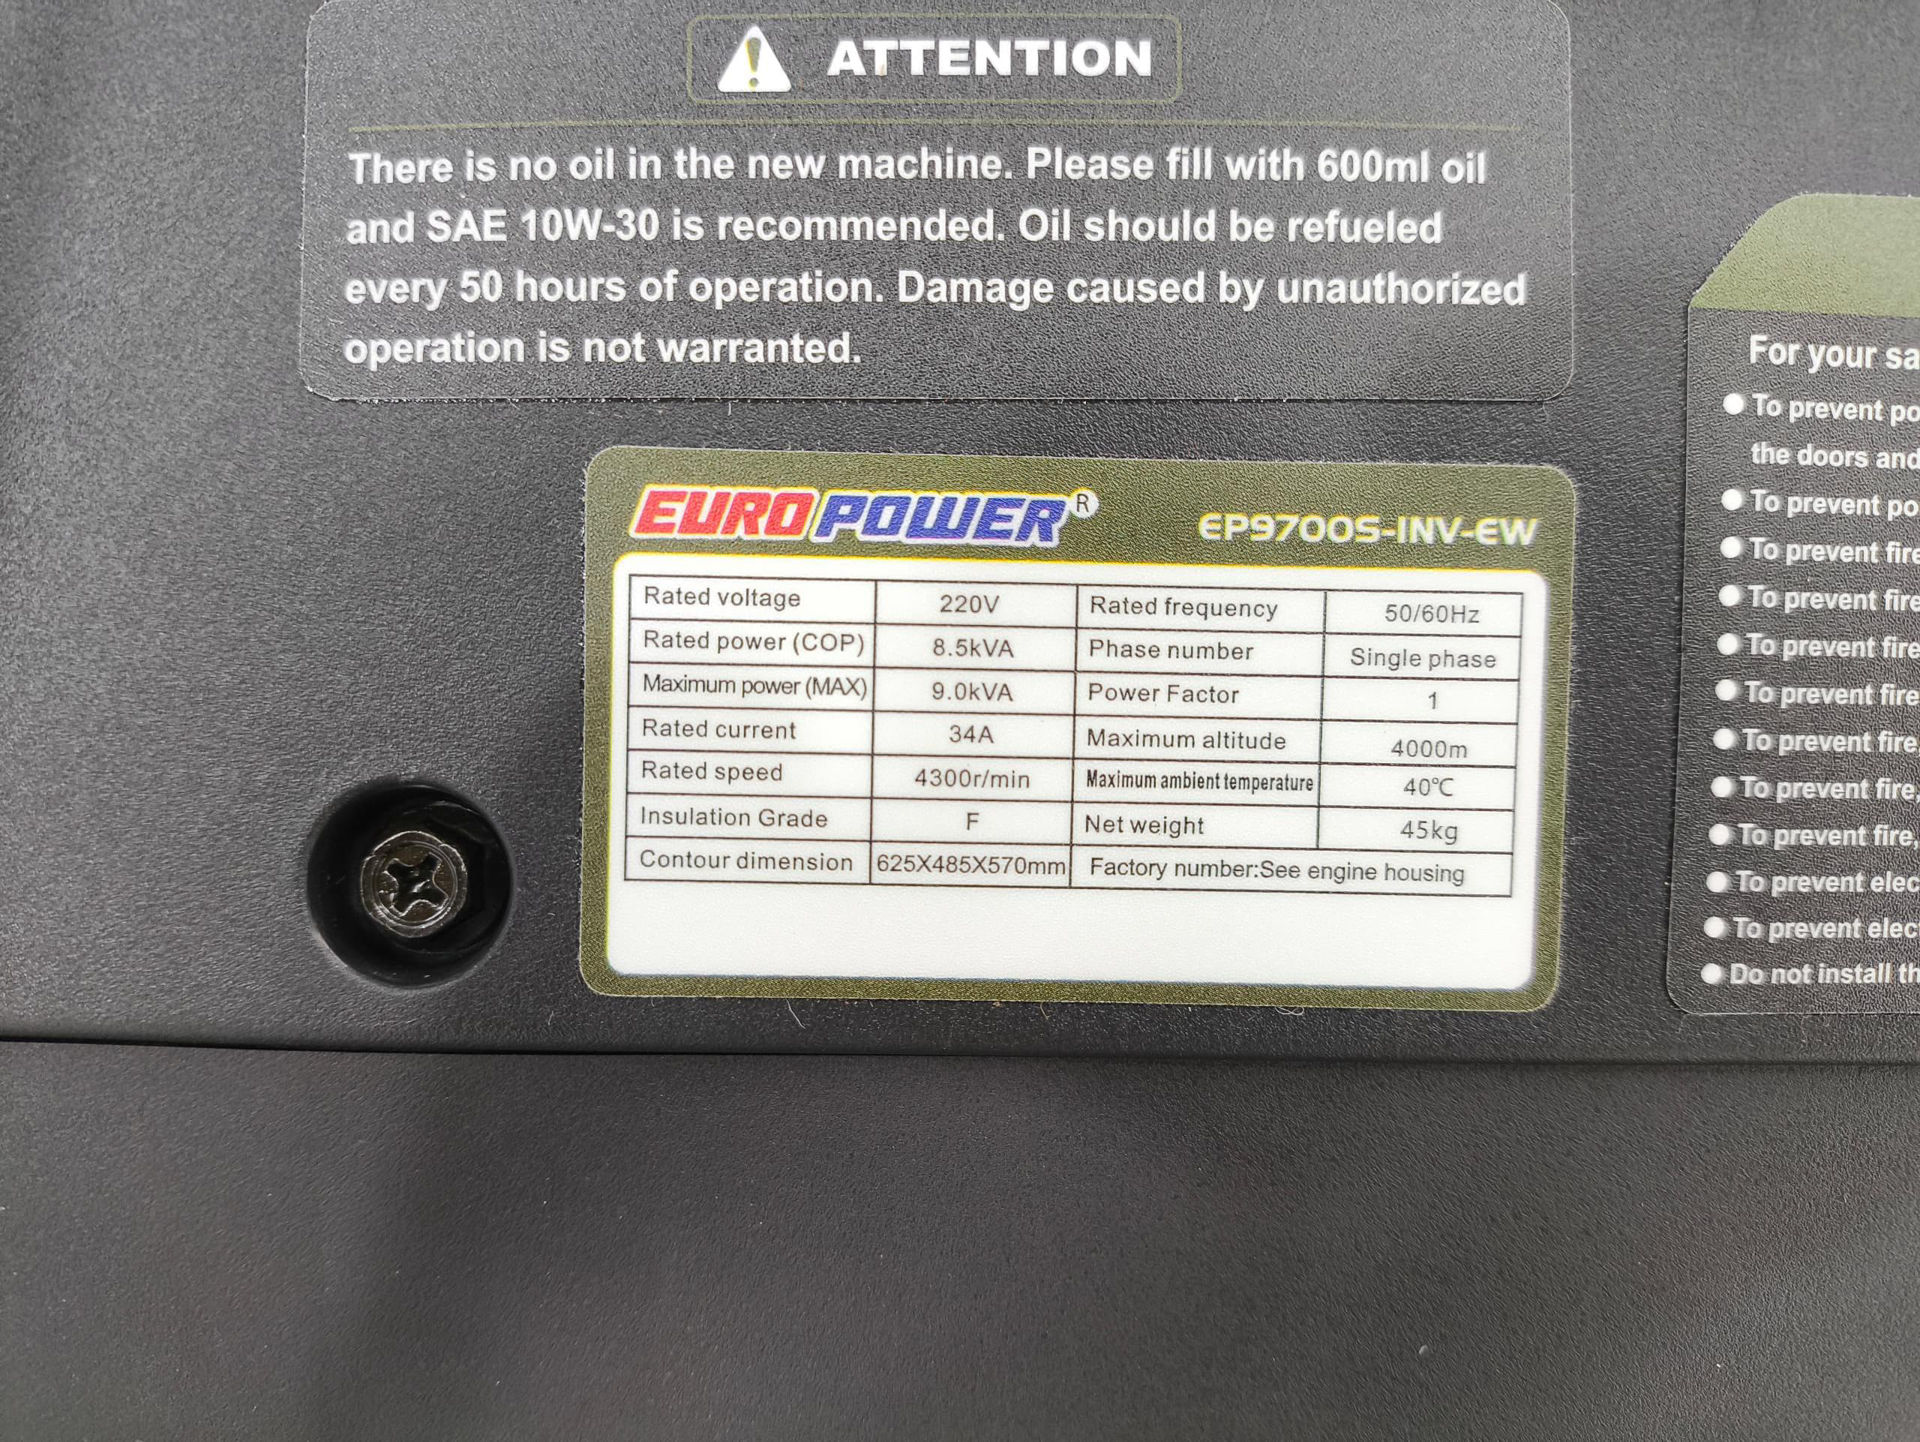 ATTENTION
There is no oil in the new machine. Please fill with 600ml oil
and SAE 10W-30 is recommended. Oil should be refueled
every 50 hours of operation. Damage caused by unauthorized
operation is not warranted.
EUROPOWER® EP9700S-INV-EW
Rated voltage 220V Rated frequency 50/60Hz
Rated power (COP) 8.5kVA Phase number Single phase
Maximum power (MAX) 9.0kVA Power Factor 1
Rated current 34A Maximum altitude 4000m
Rated speed 4300r/min Maximum ambient temperature 40℃
Insulation Grade F Net weight 45kg
Contour dimension 625X485X570mm Factory number:See engine housing
For your sa
● To prevent po
the doors and
● To prevent po
● To prevent fire
● To prevent fire
● To prevent fire
● To prevent fire
● To prevent fire
● To prevent fire,
● To prevent fire,
● To prevent elec
● To prevent elec
● Do not install th